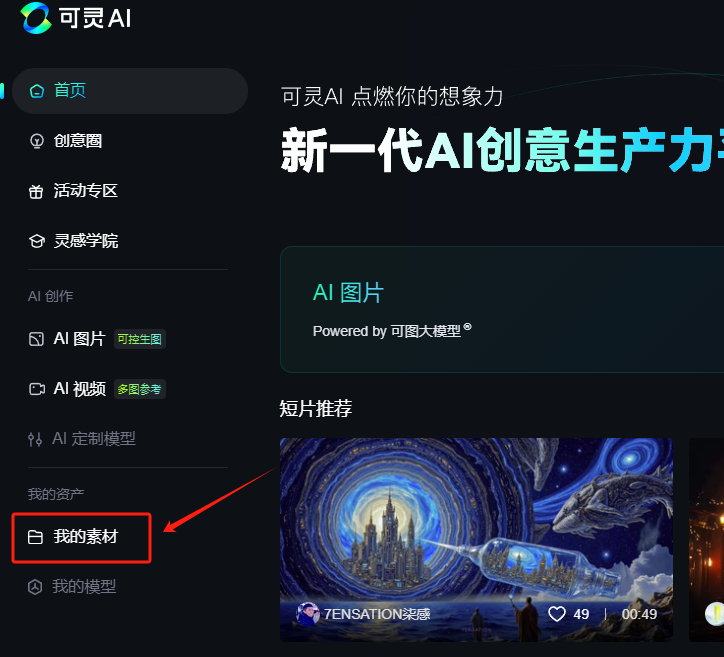 可灵AI
首页
创意圈
活动专区
灵感学院
AI 创作
AI 图片 可控生图
AI 视频 多图参考
AI 定制模型
我的资产
我的素材
我的模型
可灵AI 点燃你的想象力
新一代AI创意生产力
AI 图片
Powered by 可图大模型®
短片推荐
7ENSATION柒感 49 00:49